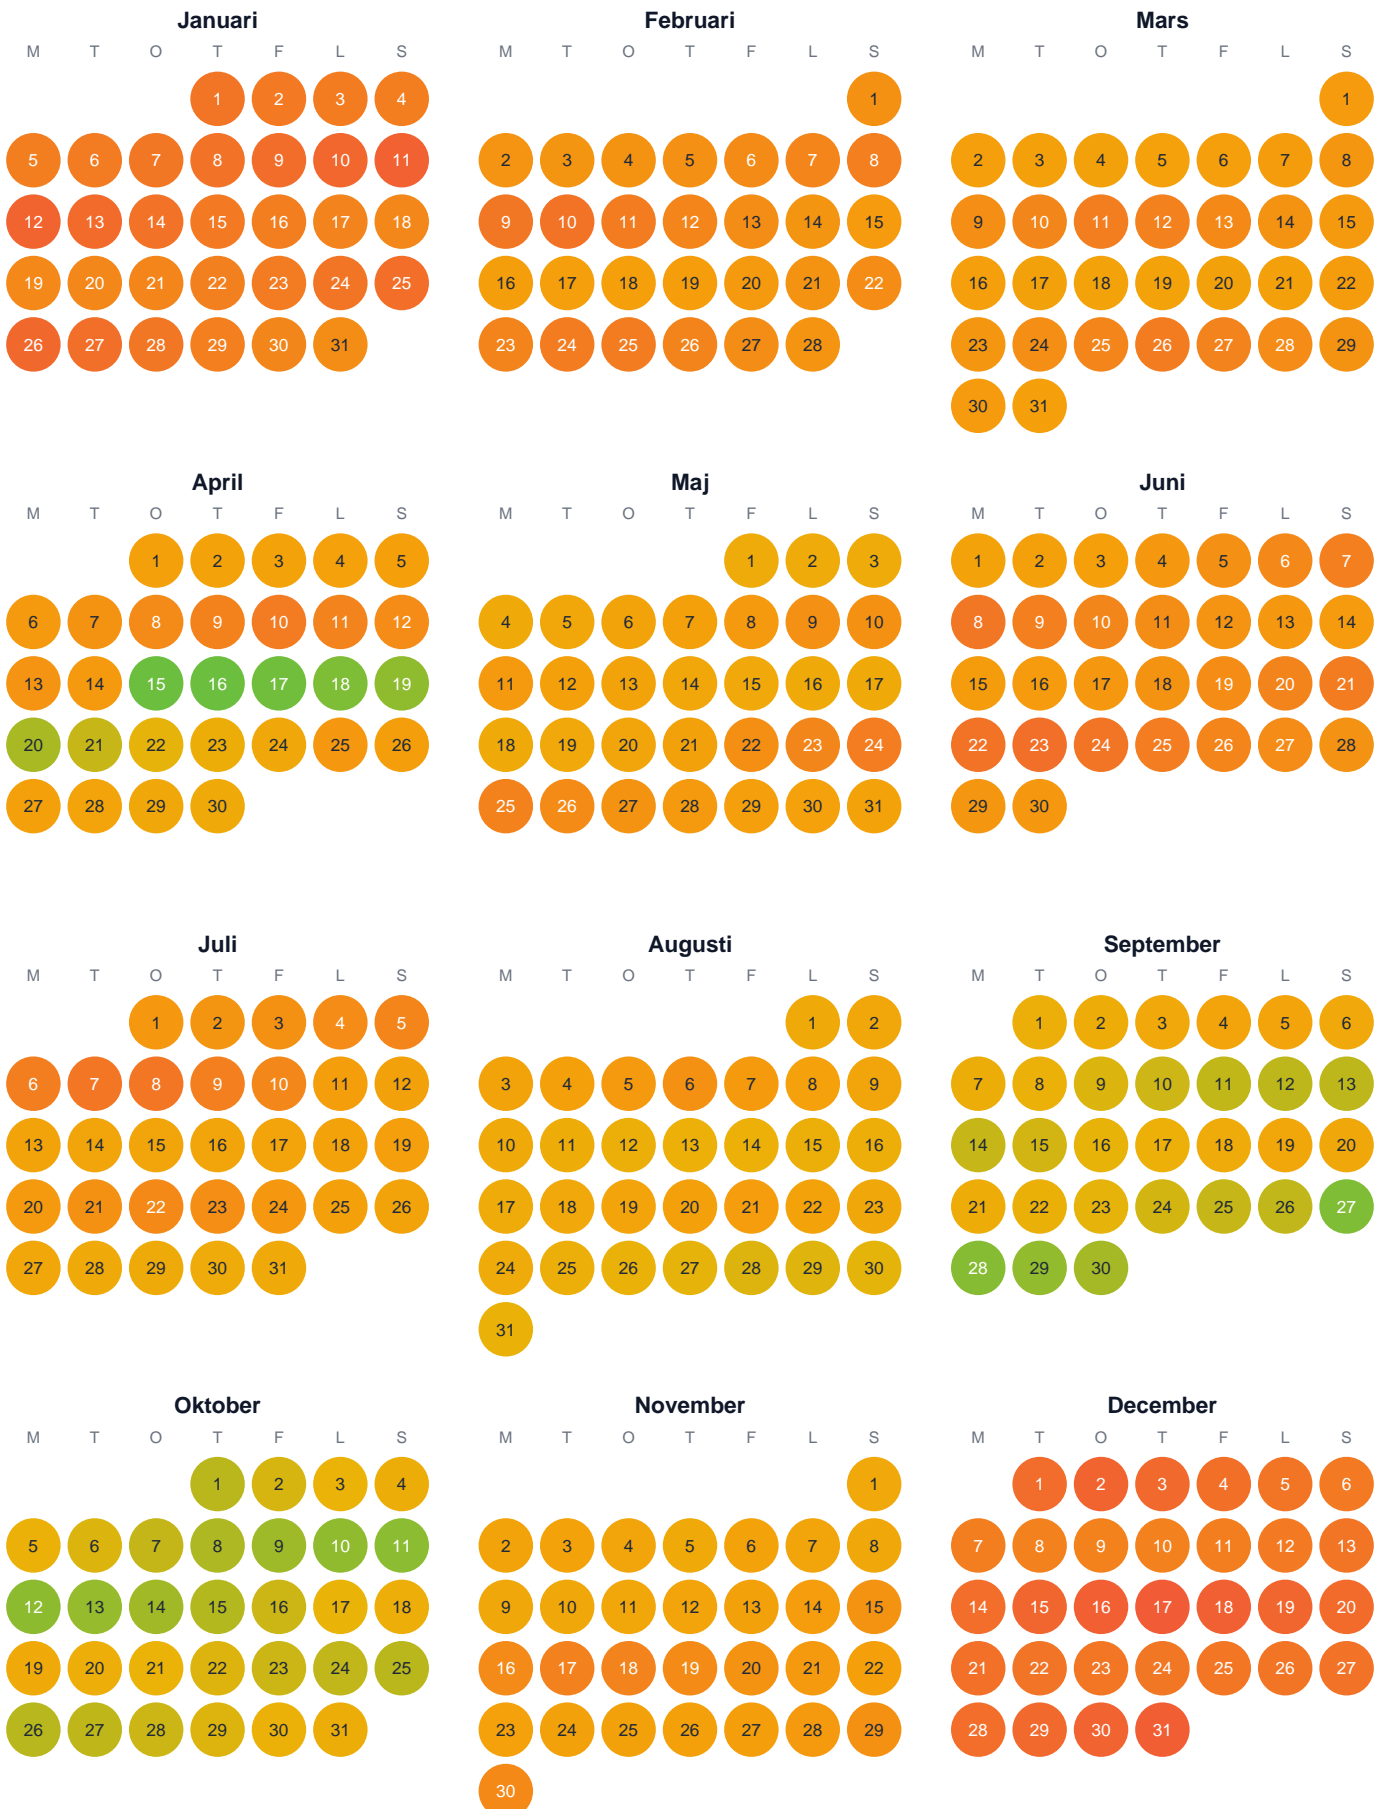 Januari Februari Mars
M T O T F L S M T O T F L S M T O T F L S
1 2 3 4 1 1
5 6 7 8 9 10 11 2 3 4 5 6 7 8 2 3 4 5 6 7 8
12 13 14 15 16 17 18 9 10 11 12 13 14 15 9 10 11 12 13 14 15
19 20 21 22 23 24 25 16 17 18 19 20 21 22 16 17 18 19 20 21 22
26 27 28 29 30 31 23 24 25 26 27 28 23 24 25 26 27 28 29
30 31
April Maj Juni
M T O T F L S M T O T F L S M T O T F L S
1 2 3 4 5 1 2 3 1 2 3 4 5 6 7
6 7 8 9 10 11 12 4 5 6 7 8 9 10 8 9 10 11 12 13 14
13 14 15 16 17 18 19 11 12 13 14 15 16 17 15 16 17 18 19 20 21
20 21 22 23 24 25 26 18 19 20 21 22 23 24 22 23 24 25 26 27 28
27 28 29 30 25 26 27 28 29 30 31 29 30
Juli Augusti September
M T O T F L S M T O T F L S M T O T F L S
1 2 3 4 5 1 2 1 2 3 4 5 6
6 7 8 9 10 11 12 3 4 5 6 7 8 9 7 8 9 10 11 12 13
13 14 15 16 17 18 19 10 11 12 13 14 15 16 14 15 16 17 18 19 20
20 21 22 23 24 25 26 17 18 19 20 21 22 23 21 22 23 24 25 26 27
27 28 29 30 31 24 25 26 27 28 29 30 28 29 30
31
Oktober November December
M T O T F L S M T O T F L S M T O T F L S
1 2 3 4 1 1 2 3 4 5 6
5 6 7 8 9 10 11 2 3 4 5 6 7 8 7 8 9 10 11 12 13
12 13 14 15 16 17 18 9 10 11 12 13 14 15 14 15 16 17 18 19 20
19 20 21 22 23 24 25 16 17 18 19 20 21 22 21 22 23 24 25 26 27
26 27 28 29 30 31 23 24 25 26 27 28 29 28 29 30 31
30